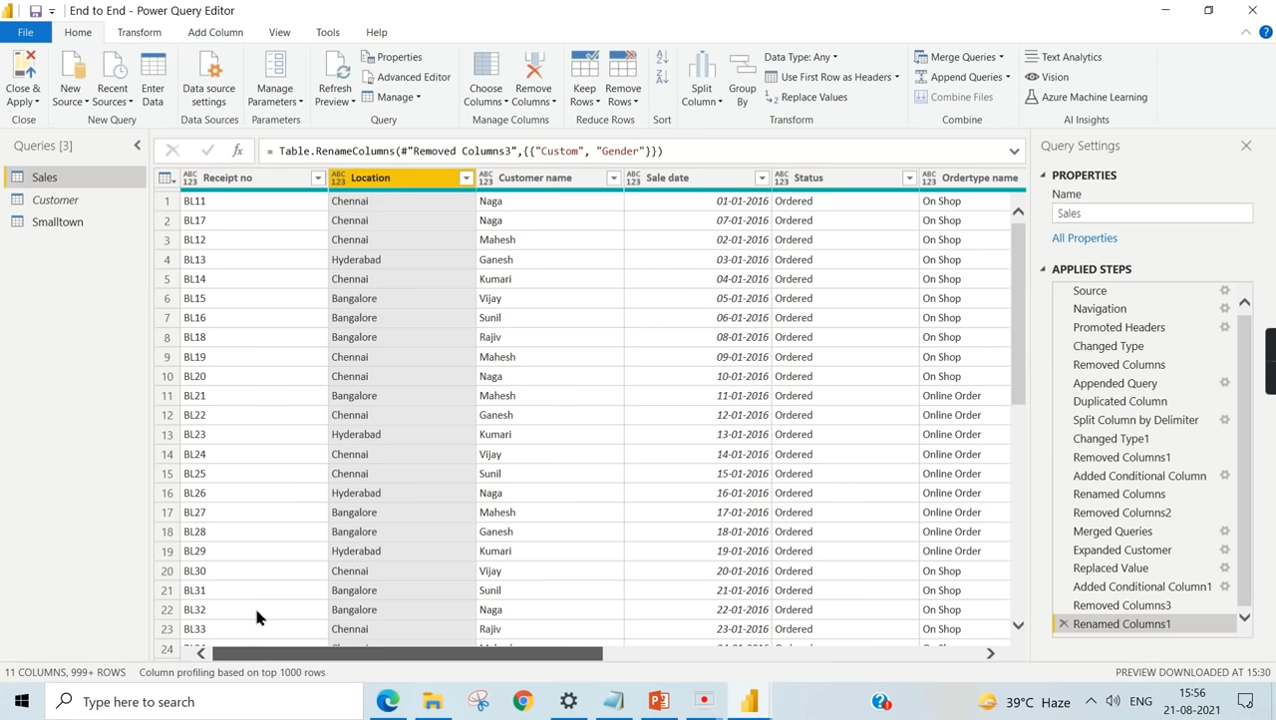 End to End - Power Query Editor
File Home Transform Add Column View Tools Help
Close & Apply
New Source
Recent Sources
Enter Data
Data source settings
Manage Parameters
Refresh Preview
Properties
Advanced Editor
Manage
Choose Columns
Remove Columns
Keep Rows
Remove Rows
Split Column
Group By
Data Type: Any
Use First Row as Headers
Replace Values
Merge Queries
Append Queries
Combine Files
Text Analytics
Vision
Azure Machine Learning
Close New Query Data Sources Parameters Query Manage Columns Reduce Rows Sort Transform Combine AI Insights
Queries [3]
Sales
Customer
Smalltown
fx = Table.RenameColumns(#"Removed Columns3",{{"Custom", "Gender"}})
ABC 123 Receipt no ABC 123 Location ABC 123 Customer name ABC 123 Sale date ABC 123 Status ABC 123 Ordertype name
1 BL11 Chennai Naga 01-01-2016 Ordered On Shop
2 BL17 Chennai Naga 07-01-2016 Ordered On Shop
3 BL12 Chennai Mahesh 02-01-2016 Ordered On Shop
4 BL13 Hyderabad Ganesh 03-01-2016 Ordered On Shop
5 BL14 Chennai Kumari 04-01-2016 Ordered On Shop
6 BL15 Bangalore Vijay 05-01-2016 Ordered On Shop
7 BL16 Bangalore Sunil 06-01-2016 Ordered On Shop
8 BL18 Bangalore Rajiv 08-01-2016 Ordered On Shop
9 BL19 Chennai Mahesh 09-01-2016 Ordered On Shop
10 BL20 Chennai Naga 10-01-2016 Ordered On Shop
11 BL21 Bangalore Mahesh 11-01-2016 Ordered Online Order
12 BL22 Chennai Ganesh 12-01-2016 Ordered Online Order
13 BL23 Hyderabad Kumari 13-01-2016 Ordered Online Order
14 BL24 Chennai Vijay 14-01-2016 Ordered Online Order
15 BL25 Chennai Sunil 15-01-2016 Ordered Online Order
16 BL26 Hyderabad Naga 16-01-2016 Ordered Online Order
17 BL27 Bangalore Mahesh 17-01-2016 Ordered Online Order
18 BL28 Bangalore Ganesh 18-01-2016 Ordered Online Order
19 BL29 Hyderabad Kumari 19-01-2016 Ordered Online Order
20 BL30 Chennai Vijay 20-01-2016 Ordered On Shop
21 BL31 Bangalore Sunil 21-01-2016 Ordered On Shop
22 BL32 Bangalore Naga 22-01-2016 Ordered On Shop
23 BL33 Chennai Rajiv 23-01-2016 Ordered On Shop
24
Query Settings
PROPERTIES
Name
Sales
All Properties
APPLIED STEPS
Source
Navigation
Promoted Headers
Changed Type
Removed Columns
Appended Query
Duplicated Column
Split Column by Delimiter
Changed Type1
Removed Columns1
Added Conditional Column
Renamed Columns
Removed Columns2
Merged Queries
Expanded Customer
Replaced Value
Added Conditional Column1
Removed Columns3
Renamed Columns1
11 COLUMNS, 999+ ROWS Column profiling based on top 1000 rows PREVIEW DOWNLOADED AT 15:30
Type here to search 39°C Haze ENG 15:56
21-08-2021